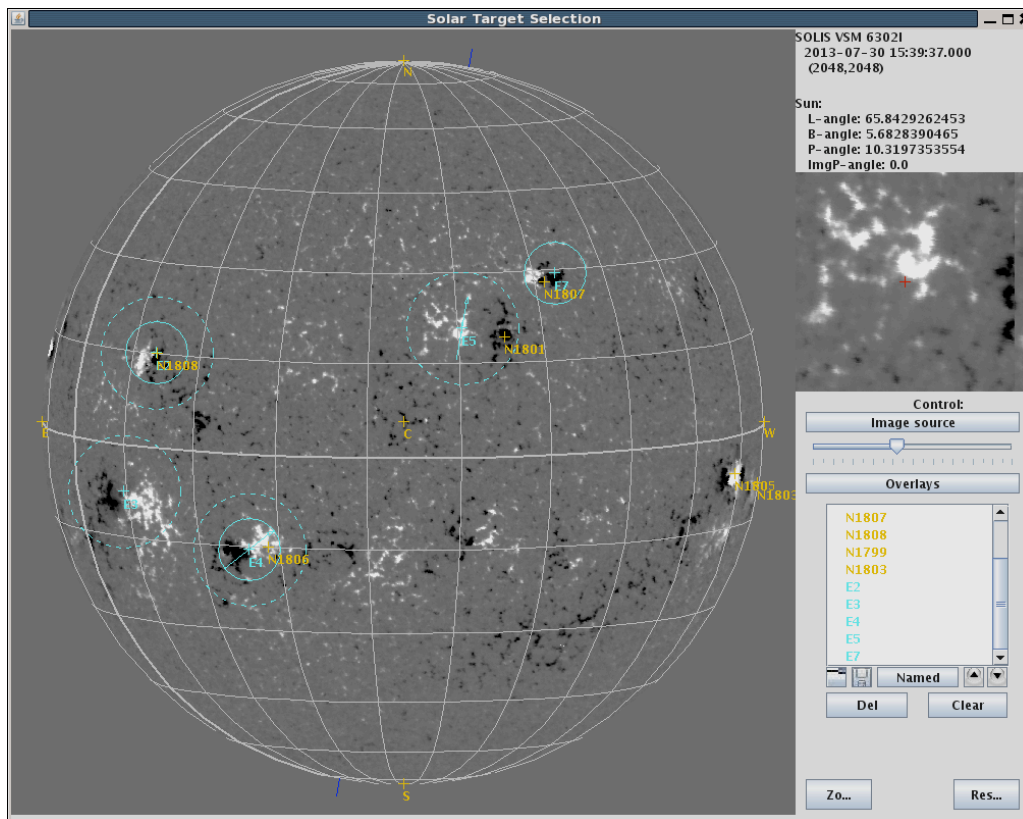 Solar Target Selection
SOLIS VSM 6302l
2013-07-30 15:39:37.000
(2048,2048)
Sun:
L-angle: 65.8429262453
B-angle: 5.6828390465
P-angle: 10.3197353554
ImgP-angle: 0.0
N
E7
N1807
E5
N1801
N1808
C
E
W
E3
N1805
N1803
E4
N1806
S
Control:
Image source
Overlays
N1807
N1808
N1799
N1803
E2
E3
E4
E5
E7
Named
Del
Clear
Zo...
Res...